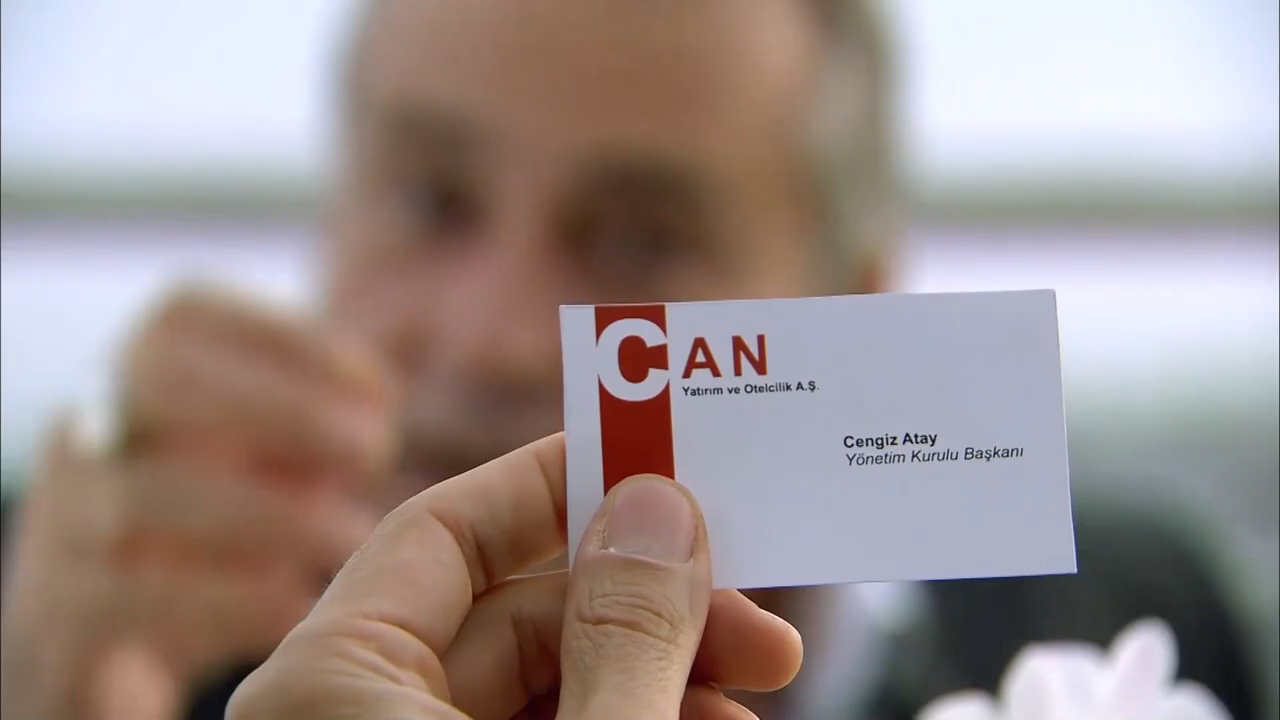 CAN
Yatırım ve Otelcilik A.Ş.
Cengiz Atay
Yönetim Kurulu Başkanı